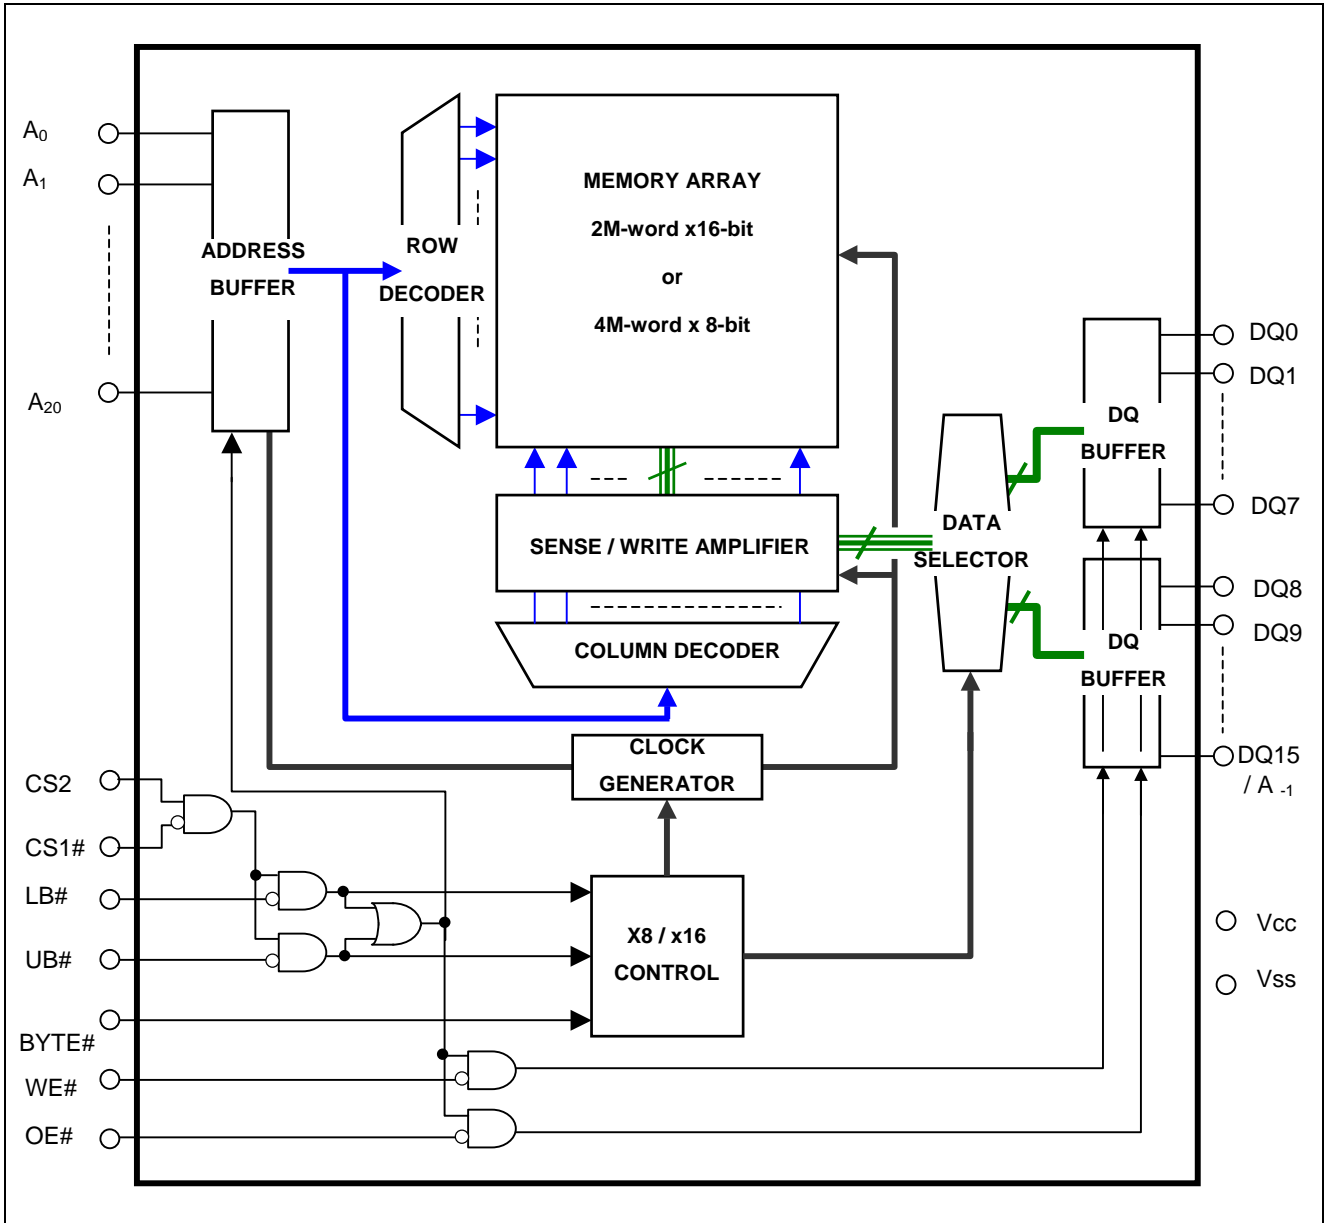 A0
A1
A20
ADDRESS
BUFFER
ROW
DECODER
MEMORY ARRAY
2M-word x16-bit
or
4M-word x 8-bit
SENSE / WRITE AMPLIFIER
COLUMN DECODER
CLOCK
GENERATOR
X8 / x16
CONTROL
DATA
SELECTOR
DQ
BUFFER
DQ
BUFFER
DQ0
DQ1
DQ7
DQ8
DQ9
DQ15
/ A -1
Vcc
Vss
CS2
CS1#
LB#
UB#
BYTE#
WE#
OE#